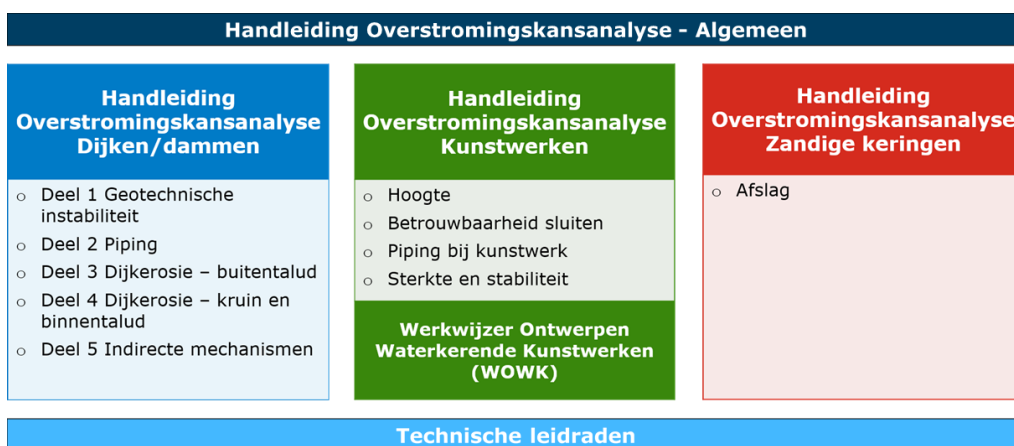 Handleiding Overstromingskansanalyse - Algemeen
Handleiding
Overstromingskansanalyse
Dijken/dammen
o Deel 1 Geotechnische
instabiliteit
o Deel 2 Piping
o Deel 3 Dijkerosie – buitentalud
o Deel 4 Dijkerosie – kruin en
binnentalud
o Deel 5 Indirecte mechanismen
Handleiding
Overstromingskansanalyse
Kunstwerken
o Hoogte
o Betrouwbaarheid sluiten
o Piping bij kunstwerk
o Sterkte en stabiliteit
Werkwijzer Ontwerpen
Waterkerende Kunstwerken
(WOWK)
Handleiding
Overstromingskansanalyse
Zandige keringen
o Afslag
Technische leidraden